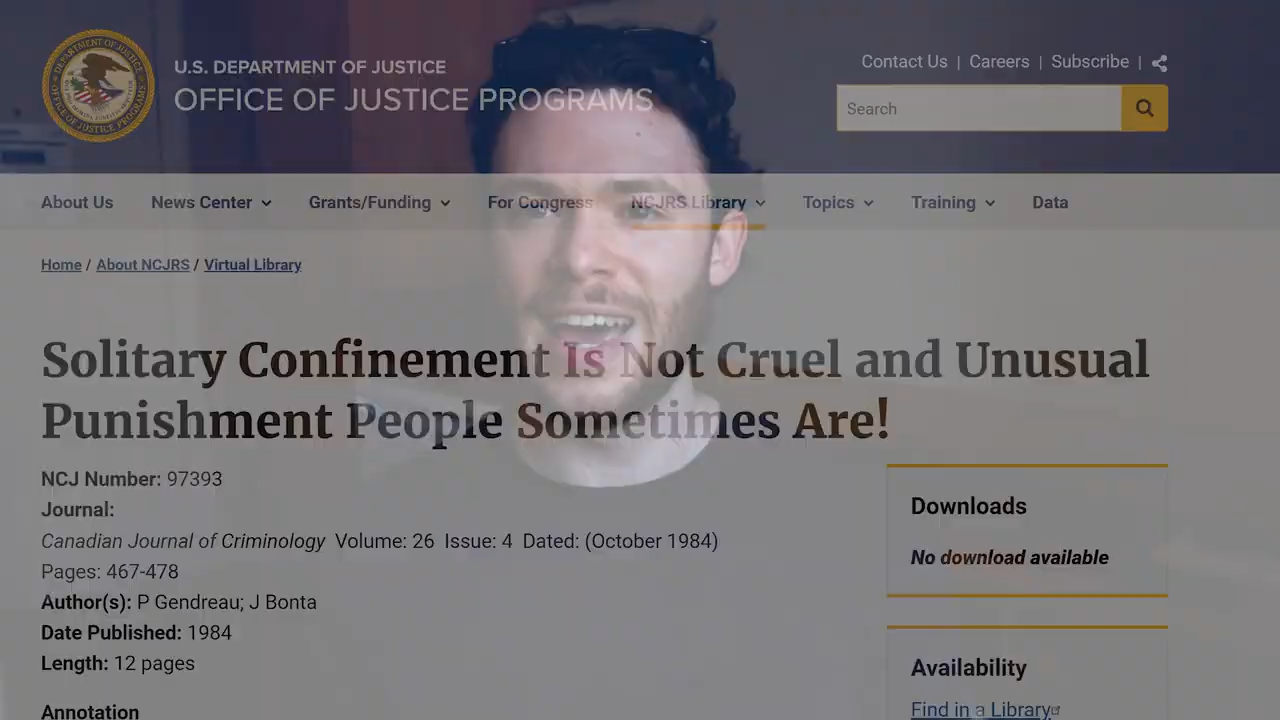 U.S. DEPARTMENT OF JUSTICE
OFFICE OF JUSTICE PROGRAMS
Contact Us | Careers | Subscribe |
Search
About Us News Center Grants/Funding For Congress NCJRS Library Topics Training Data
Home / About NCJRS / Virtual Library
Solitary Confinement Is Not Cruel and Unusual
Punishment People Sometimes Are!
NCJ Number: 97393
Journal:
Canadian Journal of Criminology Volume: 26 Issue: 4 Dated: (October 1984)
Pages: 467-478
Author(s): P Gendreau; J Bonta
Date Published: 1984
Length: 12 pages
Annotation
Downloads
No download available
Availability
Find in a Library